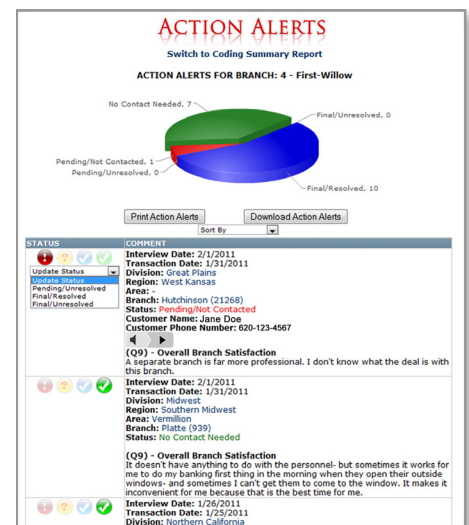 ACTION ALERTS
Switch to Coding Summary Report
ACTION ALERTS FOR BRANCH: 4 - First-Willow
No Contact Needed, 7
Final/Unresolved, 0
Pending/Not Contacted, 1
Pending/Unresolved, 0
Final/Resolved, 10
Print Action Alerts
Download Action Alerts
Sort By
STATUS
COMMENT
Update Status
Update Status
Pending/Unresolved
Final/Resolved
Final/Unresolved
Interview Date: 2/1/2011
Transaction Date: 1/31/2011
Division: Great Plains
Region: West Kansas
Area: -
Branch: Hutchinson (21268)
Status: Pending/Not Contacted
Customer Name: Jane Doe
Customer Phone Number: 620-123-4567
(Q9) - Overall Branch Satisfaction
A separate branch is far more professional. I don't know what the deal is with
this branch.
Interview Date: 2/1/2011
Transaction Date: 1/31/2011
Division: Midwest
Region: Southern Midwest
Area: Vermillion
Branch: Platte (939)
Status: No Contact Needed
(Q9) - Overall Branch Satisfaction
It doesn't have anything to do with the personnel- but sometimes it works for
me to do my banking first thing in the morning when they open their outside
windows- and sometimes I can't get them to come to the window. It makes it
inconvenient for me because that is the best time for me.
Interview Date: 1/26/2011
Transaction Date: 1/25/2011
Division: Northern California